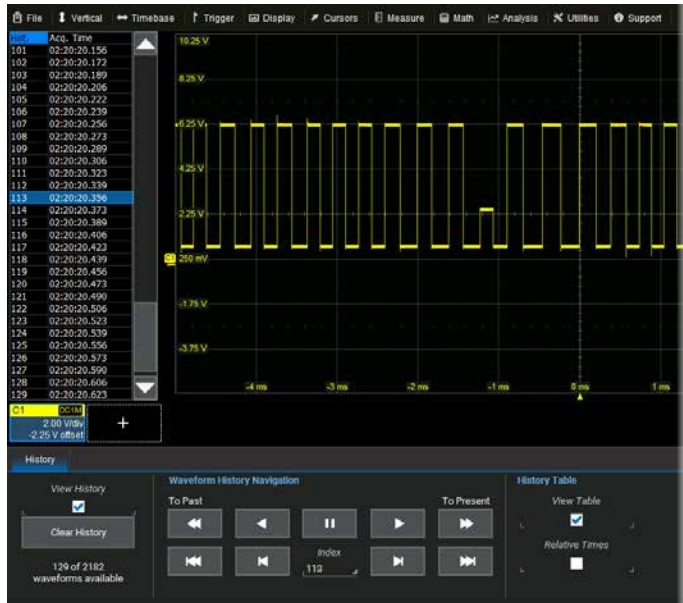 File Vertical Timebase Trigger Display Cursors Measure Math Analysis Utilities Support
Acq. Time
101 02:20:20.156
102 02:20:20.172
103 02:20:20.189
104 02:20:20.206
105 02:20:20.222
106 02:20:20.239
107 02:20:20.256
108 02:20:20.273
109 02:20:20.289
110 02:20:20.306
111 02:20:20.323
112 02:20:20.339
113 02:20:20.356
114 02:20:20.373
115 02:20:20.389
116 02:20:20.406
117 02:20:20.423
118 02:20:20.439
119 02:20:20.456
120 02:20:20.473
121 02:20:20.490
122 02:20:20.506
123 02:20:20.523
124 02:20:20.539
125 02:20:20.556
126 02:20:20.573
127 02:20:20.590
128 02:20:20.606
129 02:20:20.623
10.25 V
8.25 V
6.25 V
4.25 V
2.25 V
C1 250 mV
-1.75 V
-3.75 V
-4 ms -3 ms -2 ms -1 ms 0 ms 1 ms
C1 DC1M
2.00 V/div
-2.25 V offset
+
History
View History
Clear History
129 of 2182
waveforms available
Waveform History Navigation
To Past To Present
Index
113
History Table
View Table
Relative Times